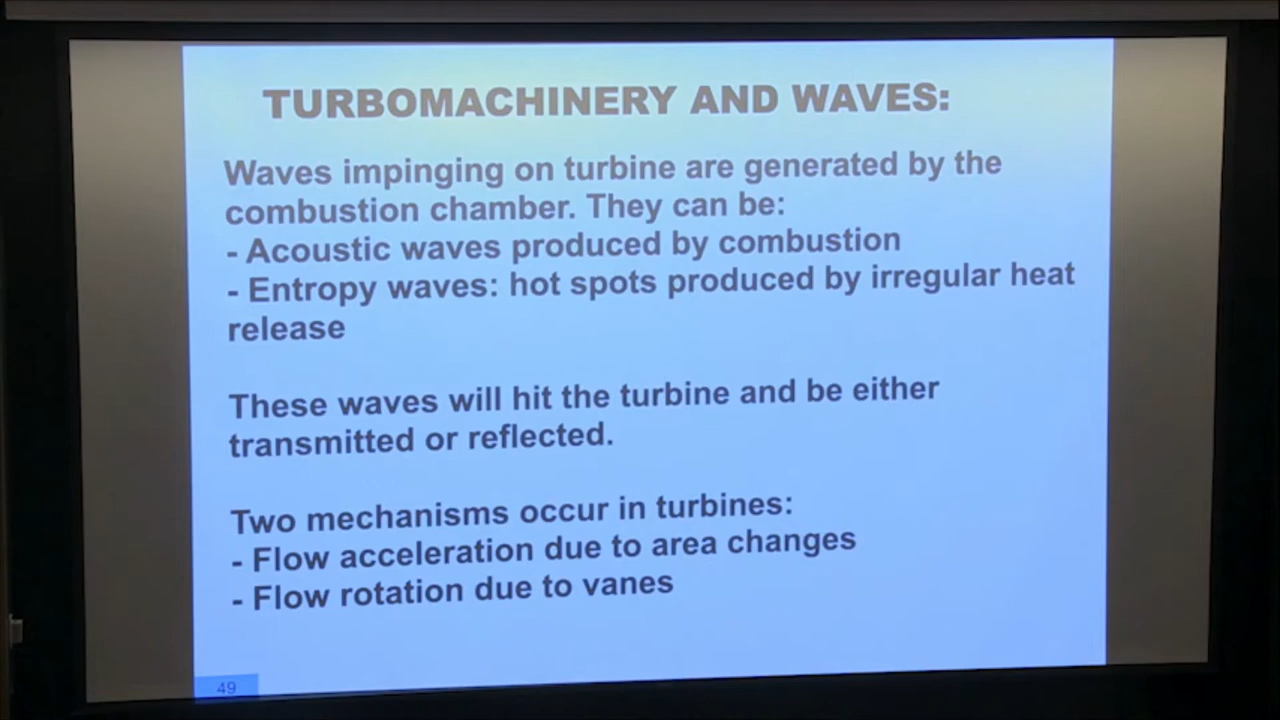 TURBOMACHINERY AND WAVES:
Waves impinging on turbine are generated by the
combustion chamber. They can be:
- Acoustic waves produced by combustion
- Entropy waves: hot spots produced by irregular heat
release
These waves will hit the turbine and be either
transmitted or reflected.
Two mechanisms occur in turbines:
- Flow acceleration due to area changes
- Flow rotation due to vanes
49